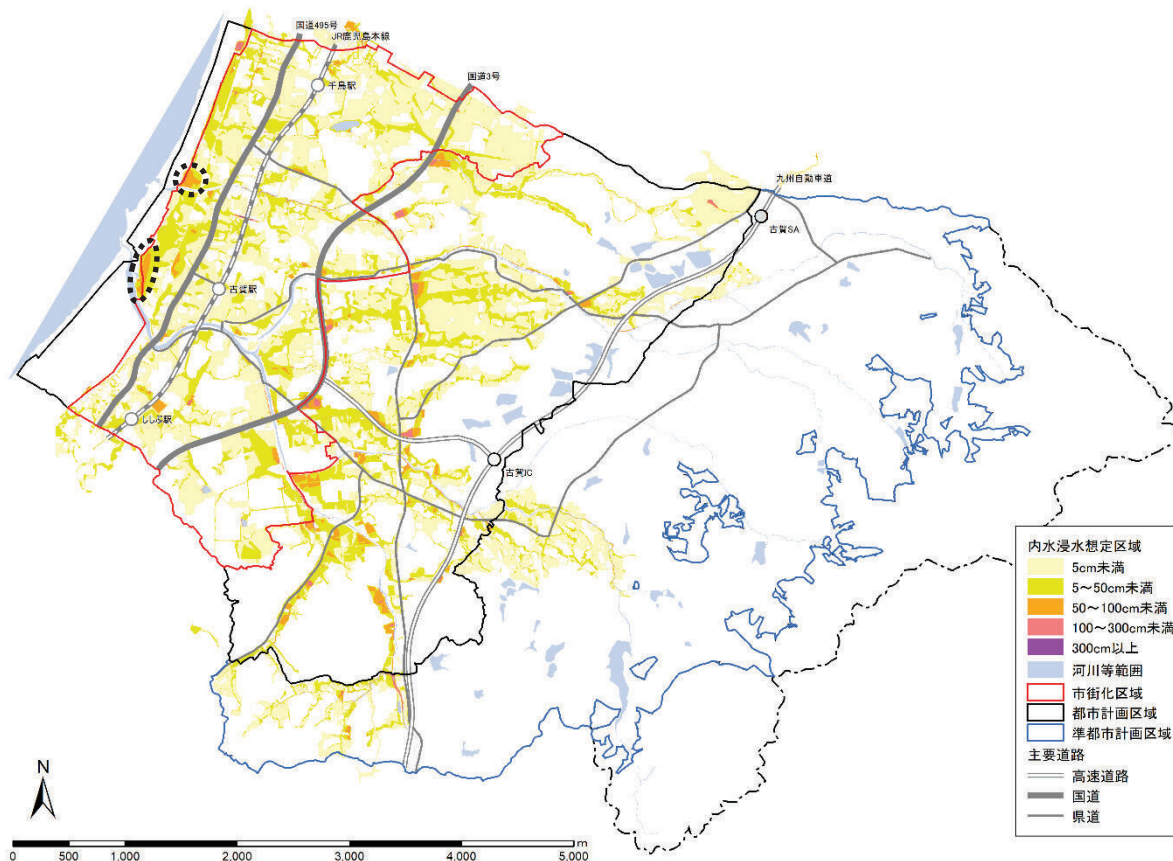 国道495号
JR鹿児島本線
千鳥駅
国道3号
九州自動車道
古賀SA
古賀駅
ししぶ駅
古賀IC
内水浸水想定区域
5cm未満
5~50cm未満
50~100cm未満
100~300cm未満
300cm以上
河川等範囲
市街化区域
都市計画区域
準都市計画区域
主要道路
高速道路
国道
県道
N
0 500 1.000 2.000 3.000 4.000 5.000 m